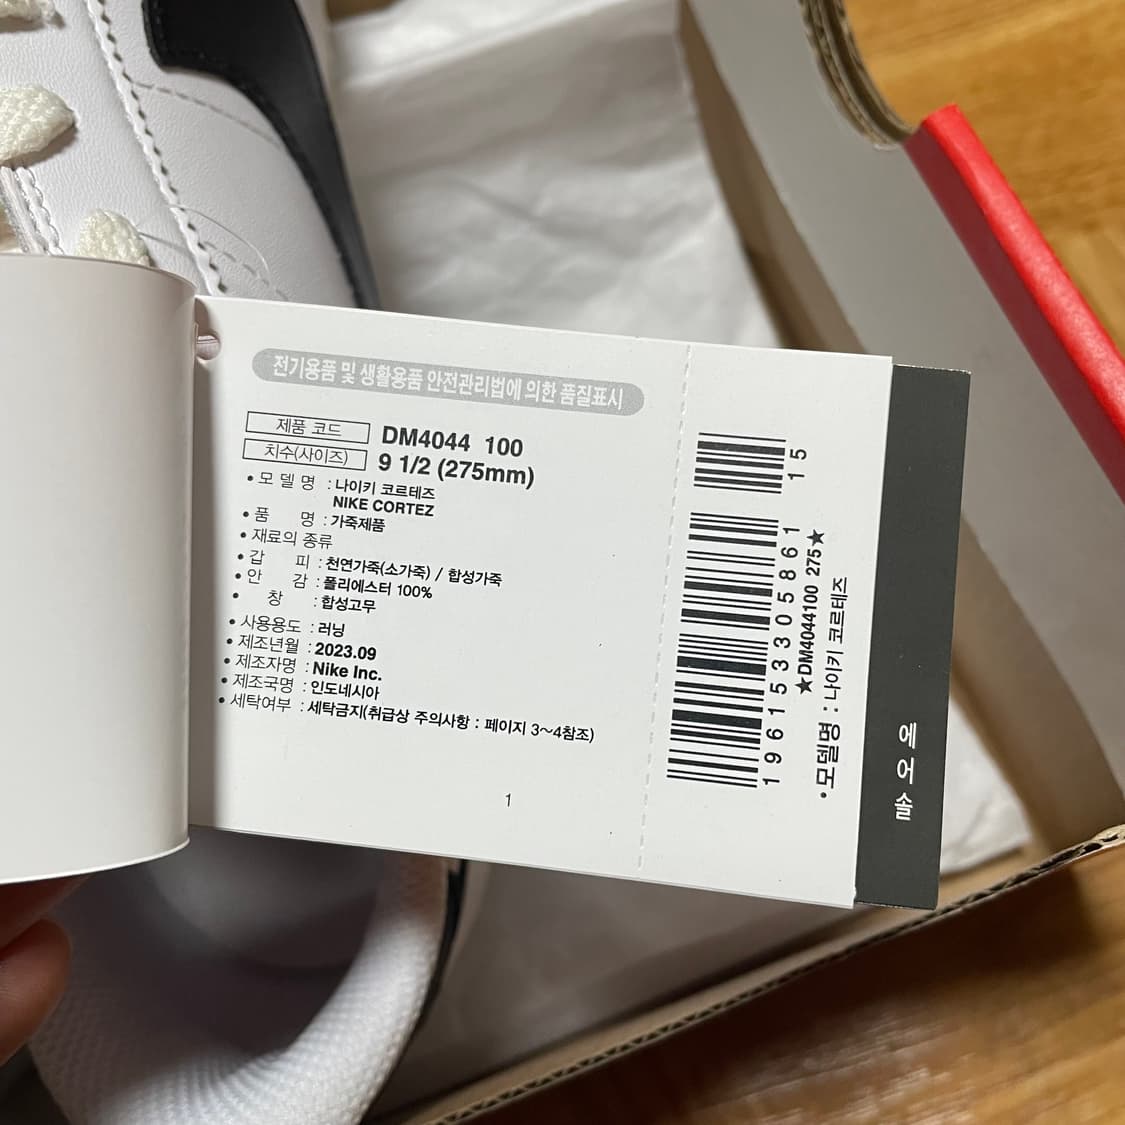 전기용품 및 생활용품 안전관리법에 의한 품질표시
제품 코드 DM4044 100
치수(사이즈) 9 1/2 (275mm)
• 모 델 명 : 나이키 코르테즈
NIKE CORTEZ
• 품 명 : 가죽제품
• 재료의 종류
• 갑 피 : 천연가죽(소가죽) / 합성가죽
• 안 감 : 폴리에스터 100%
• 창 : 합성고무
• 사용용도 : 러닝
• 제조년월 : 2023.09
• 제조자명 : Nike Inc.
• 제조국명 : 인도네시아
• 세탁여부 : 세탁금지(취급상 주의사항 : 페이지 3~4참조)
1
15
196153305861
★DM4044100 275★
• 모델명 : 나이키 코르테즈
에어솔